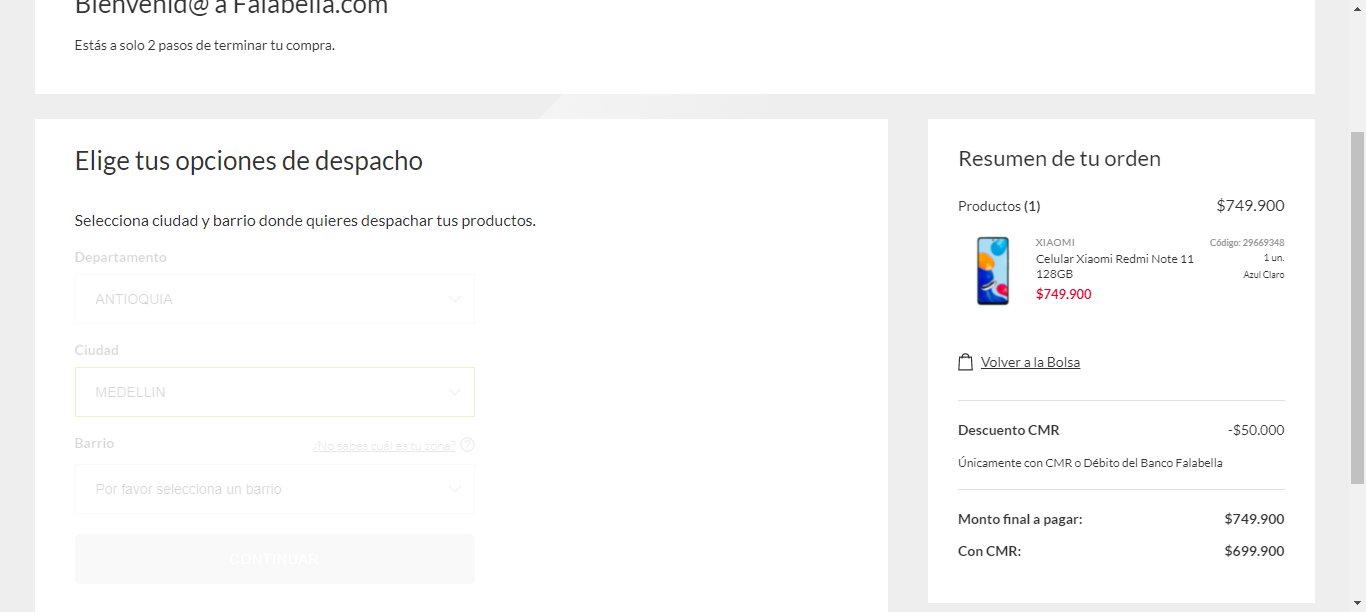 Bienvenid@ a Falabella.com
Estás a solo 2 pasos de terminar tu compra.
Elige tus opciones de despacho
Selecciona ciudad y barrio donde quieres despachar tus productos.
Departamento
ANTIOQUIA
Ciudad
MEDELLIN
Barrio
¿No sabes cuál es tu zona? ?
Por favor selecciona un barrio
CONTINUAR
Resumen de tu orden
Productos (1) $749.900
XIAOMI Código: 29669348
Celular Xiaomi Redmi Note 11 1 un.
128GB Azul Claro
$749.900
Volver a la Bolsa
Descuento CMR -$50.000
Únicamente con CMR o Débito del Banco Falabella
Monto final a pagar: $749.900
Con CMR: $699.900